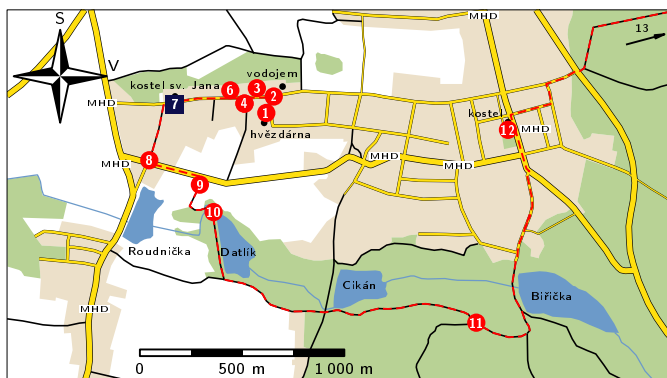 S
V
MHD
13
vodojem
kostel sv. Jana
6
3
2
7
4
1
MHD
kostel
hvězdárna
12
MHD
8
MHD
MHD
MHD
9
10
Roudnička
Datlík
Cikán
Biřička
MHD
11
500 m
1 000 m